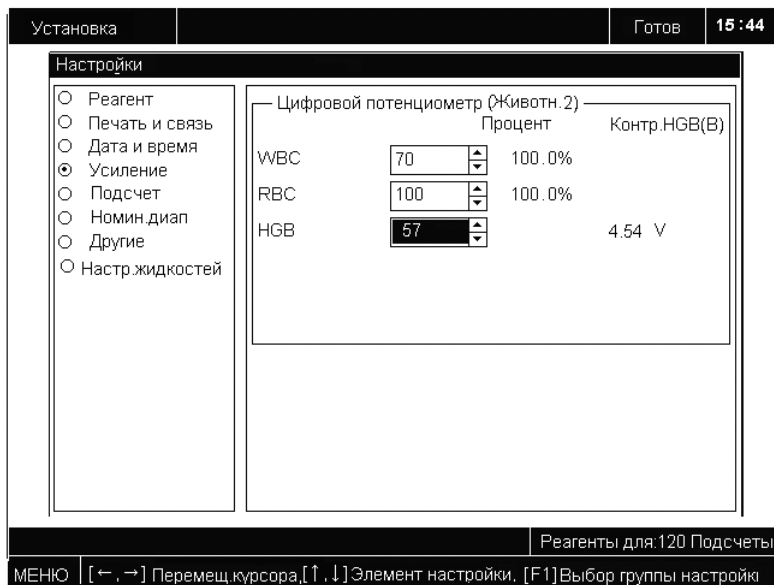 Установка Готов 15:44
Настройки
Реагент
Печать и связь
Дата и время
Усиление
Подсчет
Номин.диап
Другие
Настр.жидкостей
Цифровой потенциометр (Животн.2)
Процент Контр.HGB(В)
WBC 70 100.0%
RBC 100 100.0%
HGB 57 4.54 V
Реагенты для:120 Подсчеты
МЕНЮ [←,→] Перемещ.курсора,[↑,↓]Элемент настройки, [F1]Выбор группы настройки